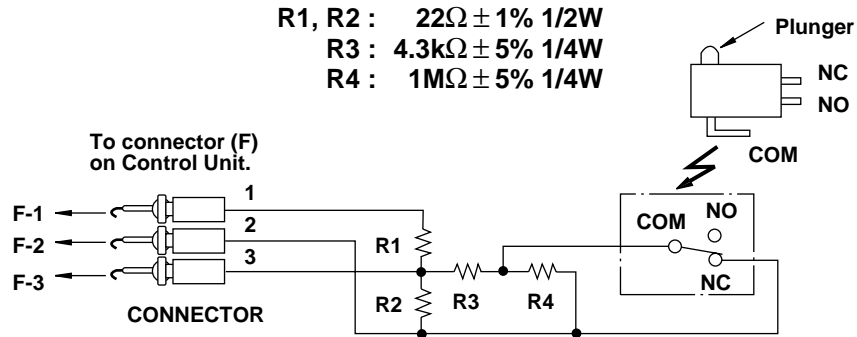 R1, R2 : 22Ω ± 1% 1/2W
R3 : 4.3kΩ ± 5% 1/4W
R4 : 1MΩ ± 5% 1/4W
Plunger
NC
NO
COM
To connector (F)
on Control Unit.
F-1
1
F-2
2
F-3
3
CONNECTOR
R1
R2
R3
R4
COM
NO
NC